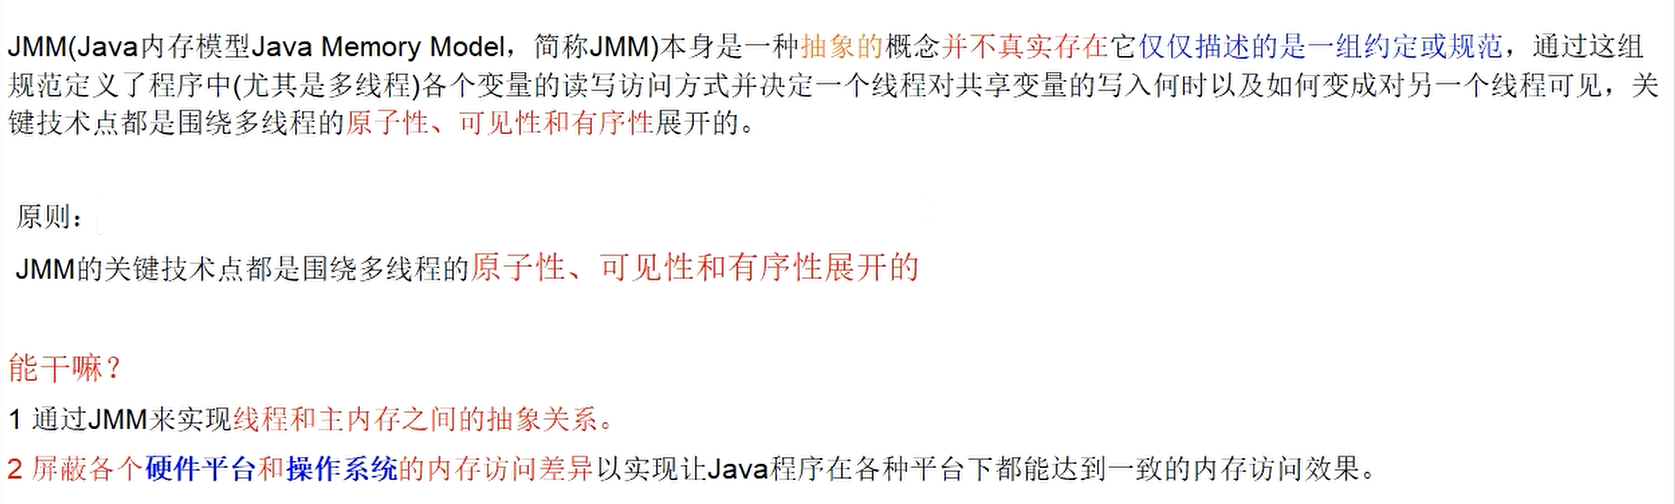 JMM(Java内存模型Java Memory Model，简称JMM)本身是一种抽象的概念并不真实存在它仅仅描述的是一组约定或规范，通过这组
规范定义了程序中(尤其是多线程)各个变量的读写访问方式并决定一个线程对共享变量的写入何时以及如何变成对另一个线程可见，关
键技术点都是围绕多线程的原子性、可见性和有序性展开的。
原则：
JMM的关键技术点都是围绕多线程的原子性、可见性和有序性展开的
能干嘛？
1 通过JMM来实现线程和主内存之间的抽象关系。
2 屏蔽各个硬件平台和操作系统的内存访问差异以实现让Java程序在各种平台下都能达到一致的内存访问效果。